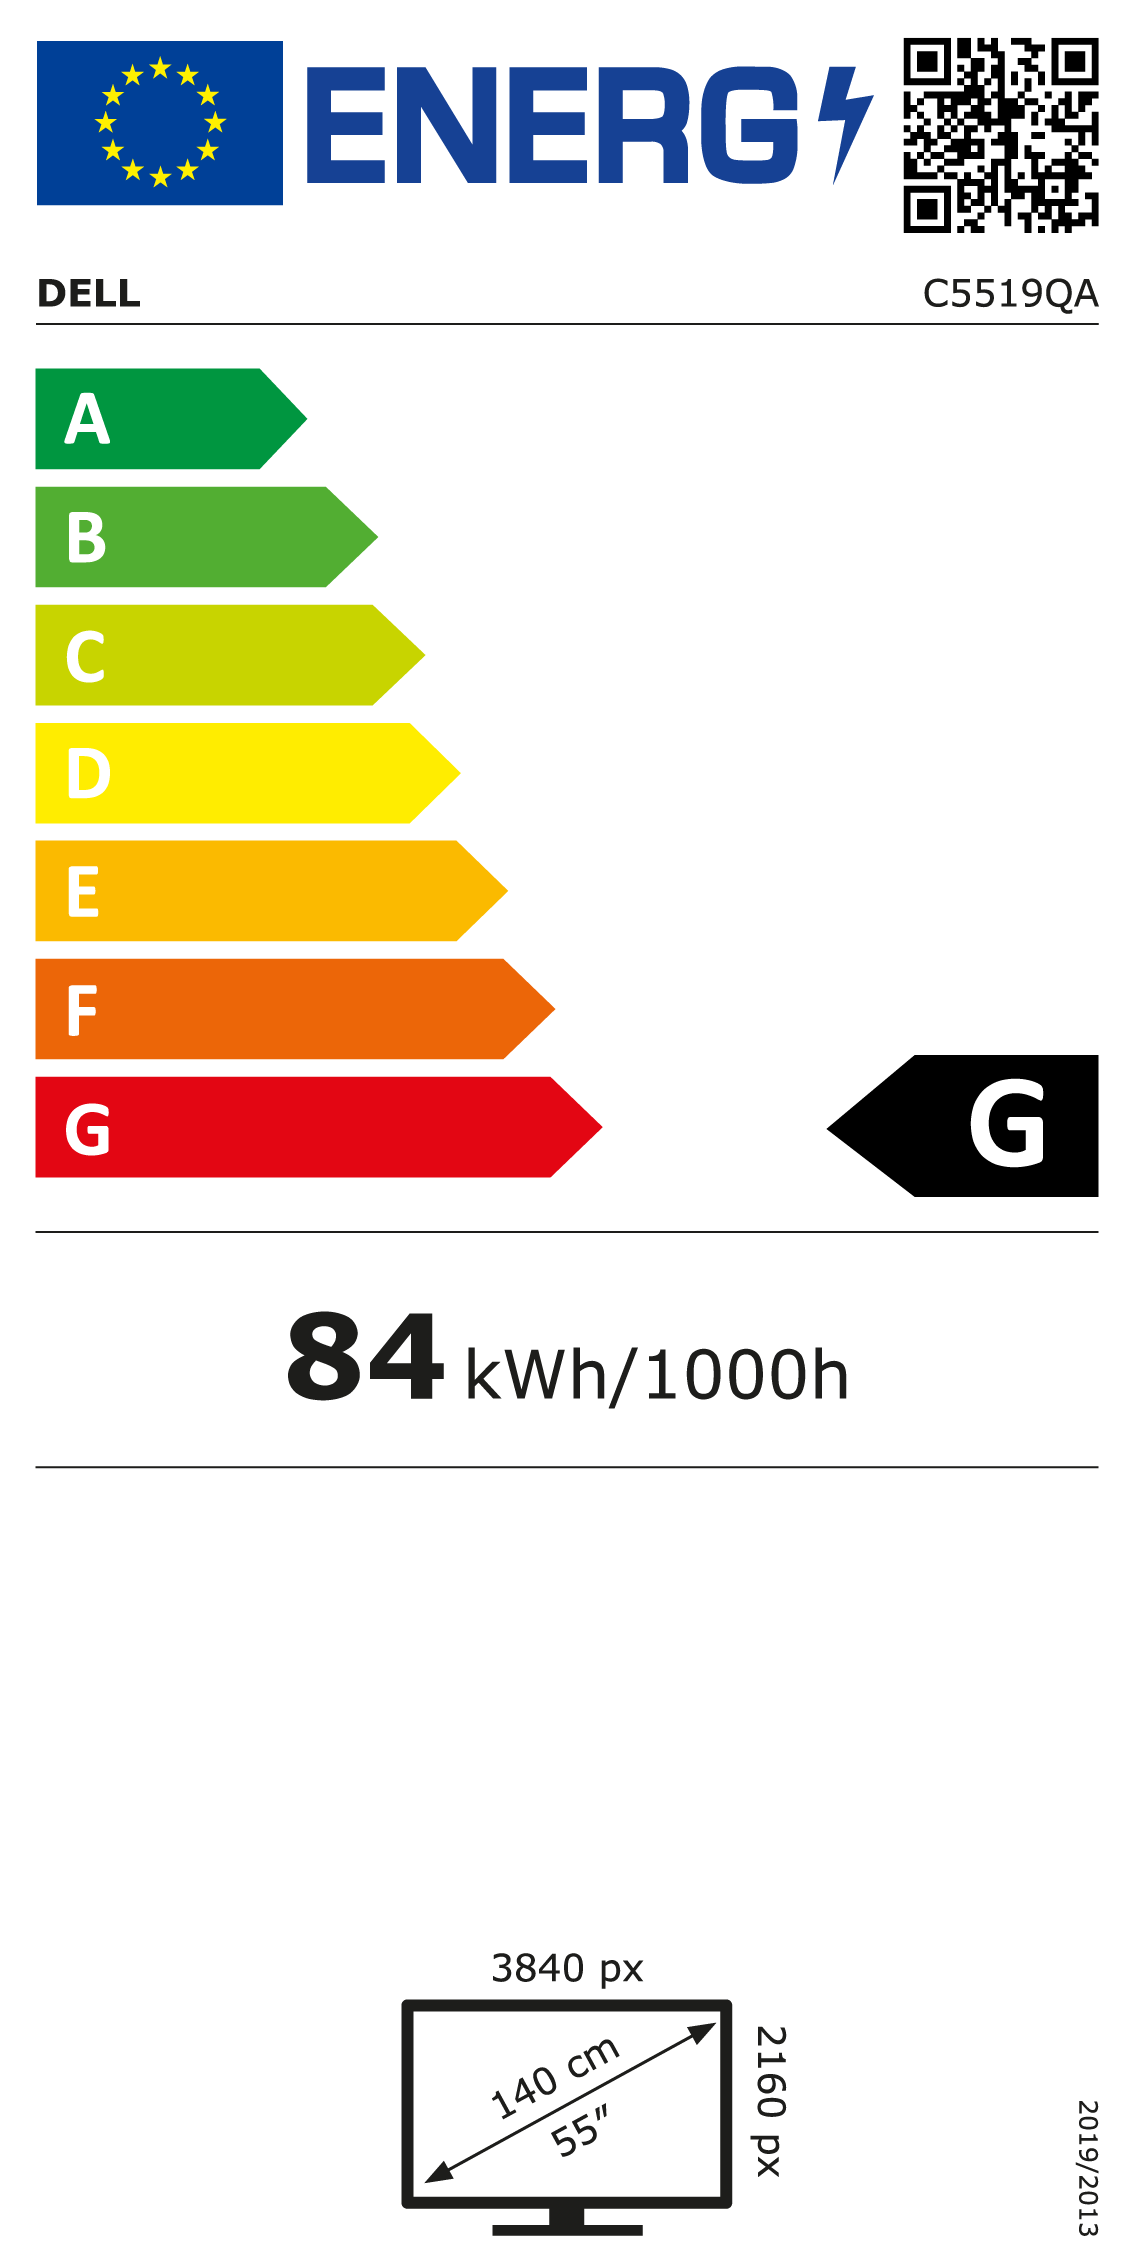 ENERG
DELL
C5519QA
A
B
C
D
E
F
G
G
84 kWh/1000h
3840 px
140 cm
55″
2160 px
2019/2013